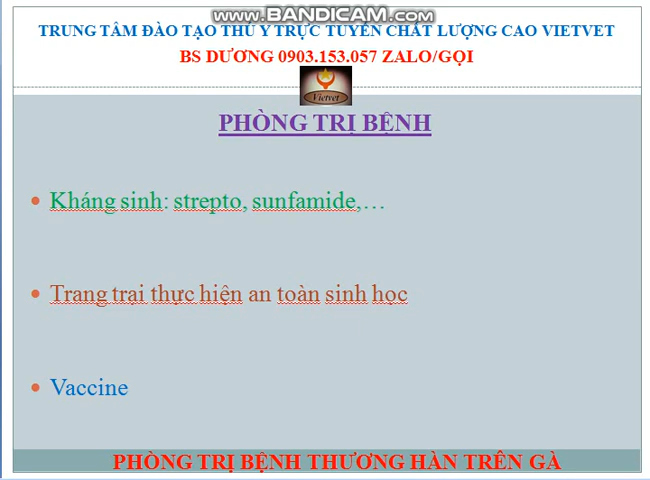 www.BANDICAM.com
TRUNG TÂM ĐÀO TẠO THÚ Y TRỰC TUYẾN CHẤT LƯỢNG CAO VIETVET
BS DƯƠNG 0903.153.057 ZALO/GỌI
Vietvet
PHÒNG TRỊ BỆNH
Kháng sinh: strepto, sunfamide,…
Trang trại thực hiện an toàn sinh học
Vaccine
PHÒNG TRỊ BỆNH THƯƠNG HÀN TRÊN GÀ